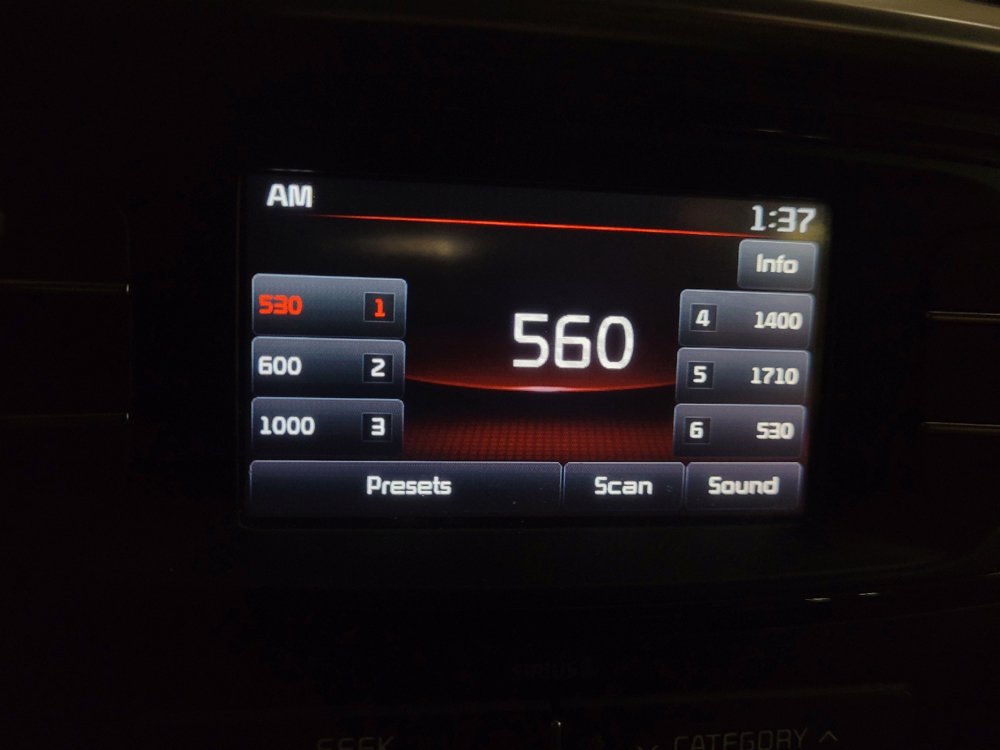 AM
1:37
Info
530 1
600 2
1000 3
560
4 1400
5 1710
6 530
Presets Scan Sound
SEEK
CATEGORY